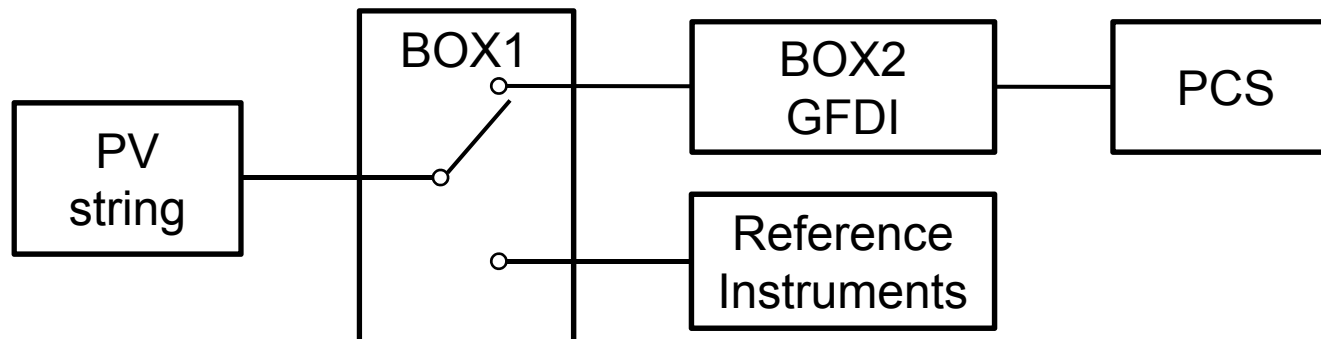 PV
string
BOX1
BOX2
GFDI
PCS
Reference
Instruments